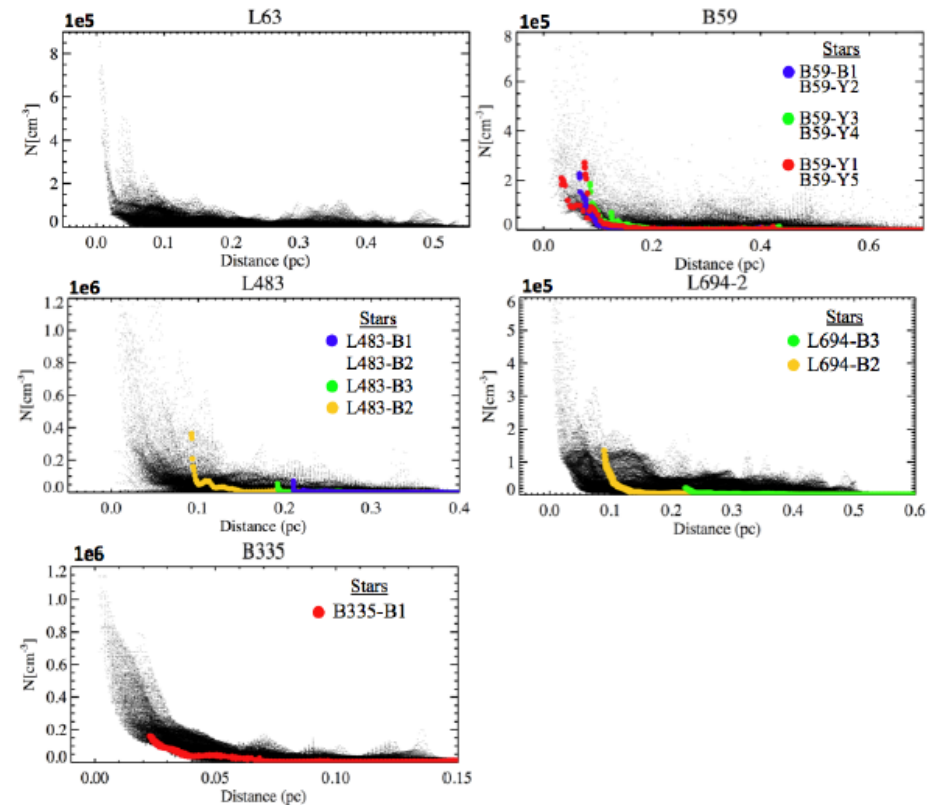 L63
1e5
8
6
4
2
0
N[cm⁻³]
0.0 0.1 0.2 0.3 0.4 0.5
Distance (pc)
B59
1e5
8
6
4
2
0
N[cm⁻³]
Stars
B59-B1
B59-Y2
B59-Y3
B59-Y4
B59-Y1
B59-Y5
0.0 0.2 0.4 0.6
Distance (pc)
L483
1e6
1.2
1.0
0.8
0.6
0.4
0.2
0.0
N[cm⁻³]
Stars
L483-B1
L483-B2
L483-B3
L483-B2
0.0 0.1 0.2 0.3 0.4
Distance (pc)
L694-2
1e5
6
5
4
3
2
1
0
N[cm⁻³]
Stars
L694-B3
L694-B2
0.0 0.1 0.2 0.3 0.4 0.5 0.6
Distance (pc)
B335
1e6
1.2
1.0
0.8
0.6
0.4
0.2
0.0
N[cm⁻³]
Stars
B335-B1
0.00 0.05 0.10 0.15
Distance (pc)